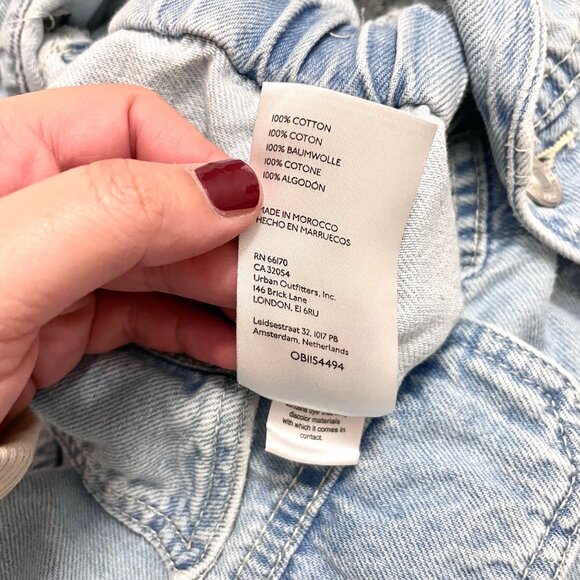 100% COTTON
100% COTON
100% BAUMWOLLE
100% COTONE
100% ALGODÓN
MADE IN MOROCCO
HECHO EN MARRUECOS
RN 66170
CA 32054
Urban Outfitters, Inc.
146 Brick Lane
LONDON, E1 6RU
Leidsestraat 32, 1017 PB
Amsterdam, Netherlands
OB1154494
dye that
discolor materials
with which it comes in
contact.